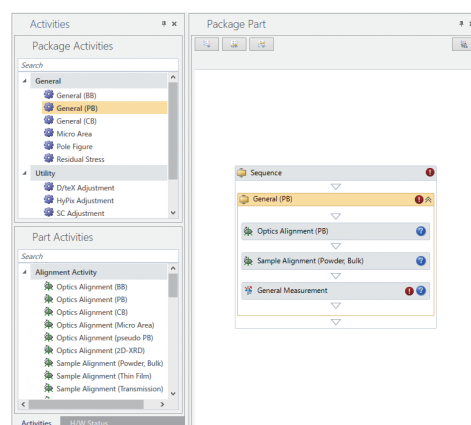 Activities
Package Activities
Search
General
General (BB)
General (PB)
General (CB)
Micro Area
Pole Figure
Residual Stress
Utility
D/teX Adjustment
HyPix Adjustment
SC Adjustment
Part Activities
Search
Alignment Activity
Optics Alignment (BB)
Optics Alignment (PB)
Optics Alignment (CB)
Optics Alignment (Micro Area)
Optics Alignment (pseudo PB)
Optics Alignment (2D-XRD)
Sample Alignment (Powder, Bulk)
Sample Alignment (Thin Film)
Sample Alignment (Transmission)
Activities H/W Status
Package Part
Sequence
General (PB)
Optics Alignment (PB)
Sample Alignment (Powder, Bulk)
General Measurement